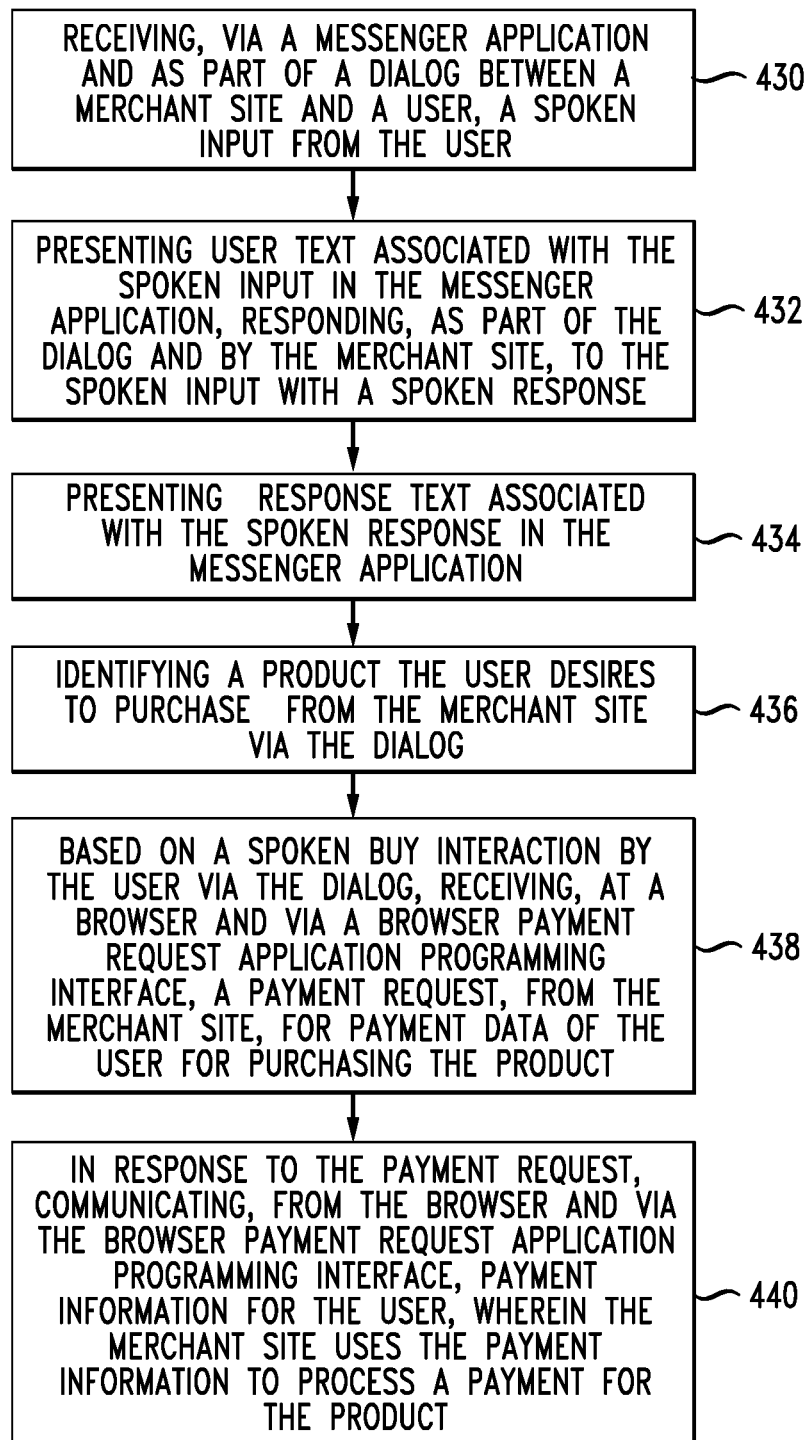 RECEIVING, VIA A MESSENGER APPLICATION
AND AS PART OF A DIALOG BETWEEN A
MERCHANT SITE AND A USER, A SPOKEN
INPUT FROM THE USER
430
PRESENTING USER TEXT ASSOCIATED WITH THE
SPOKEN INPUT IN THE MESSENGER
APPLICATION, RESPONDING, AS PART OF THE
DIALOG AND BY THE MERCHANT SITE, TO THE
SPOKEN INPUT WITH A SPOKEN RESPONSE
432
PRESENTING RESPONSE TEXT ASSOCIATED
WITH THE SPOKEN RESPONSE IN THE
MESSENGER APPLICATION
434
IDENTIFYING A PRODUCT THE USER DESIRES
TO PURCHASE FROM THE MERCHANT SITE
VIA THE DIALOG
436
BASED ON A SPOKEN BUY INTERACTION BY
THE USER VIA THE DIALOG, RECEIVING, AT A
BROWSER AND VIA A BROWSER PAYMENT
REQUEST APPLICATION PROGRAMMING
INTERFACE, A PAYMENT REQUEST, FROM THE
MERCHANT SITE, FOR PAYMENT DATA OF THE
USER FOR PURCHASING THE PRODUCT
438
IN RESPONSE TO THE PAYMENT REQUEST,
COMMUNICATING, FROM THE BROWSER AND VIA
THE BROWSER PAYMENT REQUEST APPLICATION
PROGRAMMING INTERFACE, PAYMENT
INFORMATION FOR THE USER, WHEREIN THE
MERCHANT SITE USES THE PAYMENT
INFORMATION TO PROCESS A PAYMENT FOR
THE PRODUCT
440